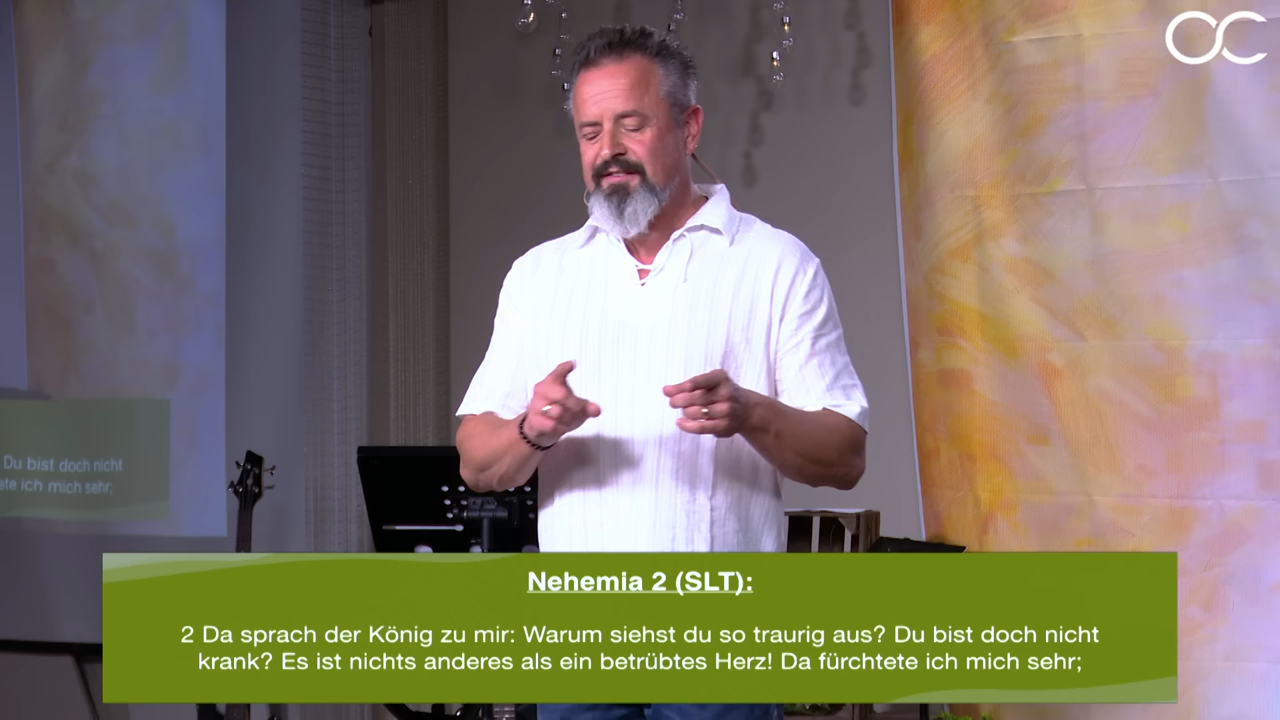 OC
Du bist doch nicht
ete ich mich sehr;
Nehemia 2 (SLT):
2 Da sprach der König zu mir: Warum siehst du so traurig aus? Du bist doch nicht
krank? Es ist nichts anderes als ein betrübtes Herz! Da fürchtete ich mich sehr;